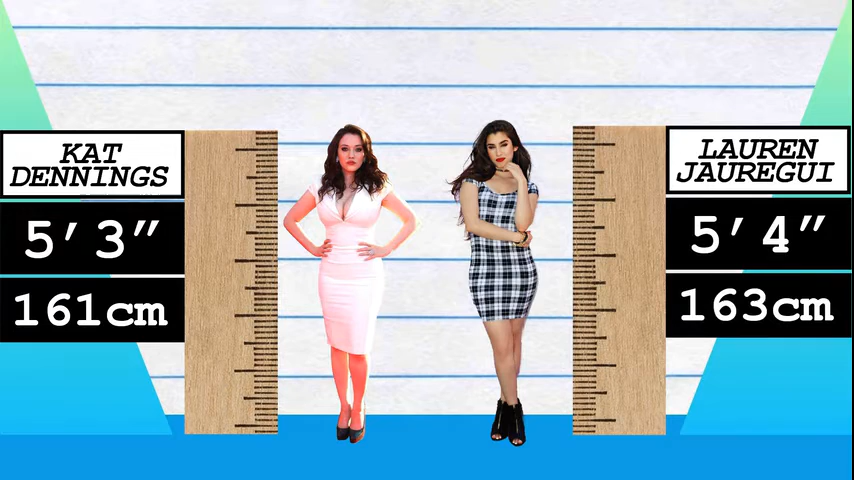 KAT
DENNINGS
5’3”
161cm
LAUREN
JAUREGUI
5’4”
163cm